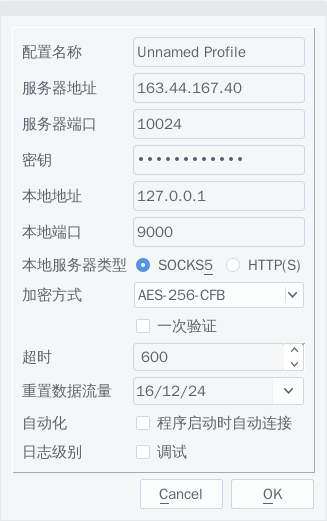 配置名称 Unnamed Profile
服务器地址 163.44.167.40
服务器端口 10024
密钥 ••••••••••••
本地地址 127.0.0.1
本地端口 9000
本地服务器类型 SOCKS5 HTTP(S)
加密方式 AES-256-CFB
一次验证
超时 600
重置数据流量 16/12/24
自动化 程序启动时自动连接
日志级别 调试
Cancel OK